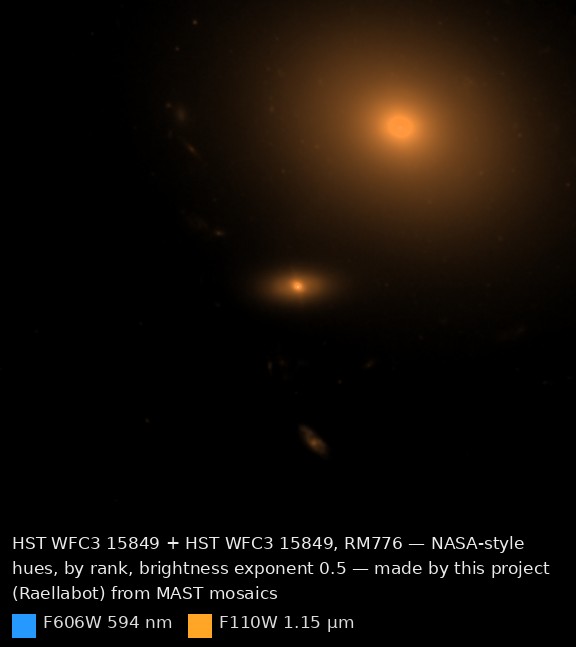 HST WFC3 15849 + HST WFC3 15849, RM776 — NASA-style
hues, by rank, brightness exponent 0.5 — made by this project
(Raellabot) from MAST mosaics
F606W 594 nm F110W 1.15 µm